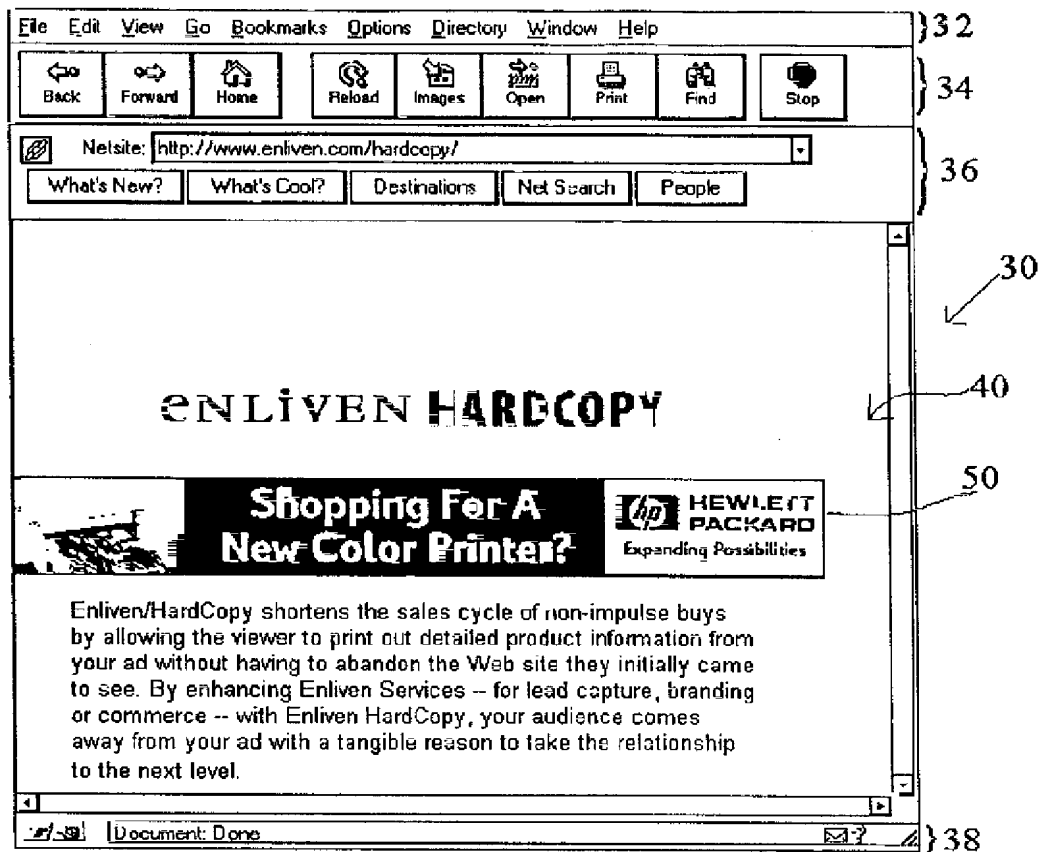 File Edit View Go Bookmarks Options Directory Window Help
32
Back Forward Home Reload Images Open Print Find Stop
34
Netsite: http://www.enliven.com/hardcopy/
What's New? What's Cool? Destinations Net Search People
36
30
40
enLiVEN HARDCOPY
50
Shopping For A
New Color Printer?
hp HEWLETT
PACKARD
Expanding Possibilities
Enliven/HardCopy shortens the sales cycle of non-impulse buys
by allowing the viewer to print out detailed product information from
your ad without having to abandon the Web site they initially came
to see. By enhancing Enliven Services -- for lead capture, branding
or commerce -- with Enliven HardCopy, your audience comes
away from your ad with a tangible reason to take the relationship
to the next level.
Document: Done
?
38